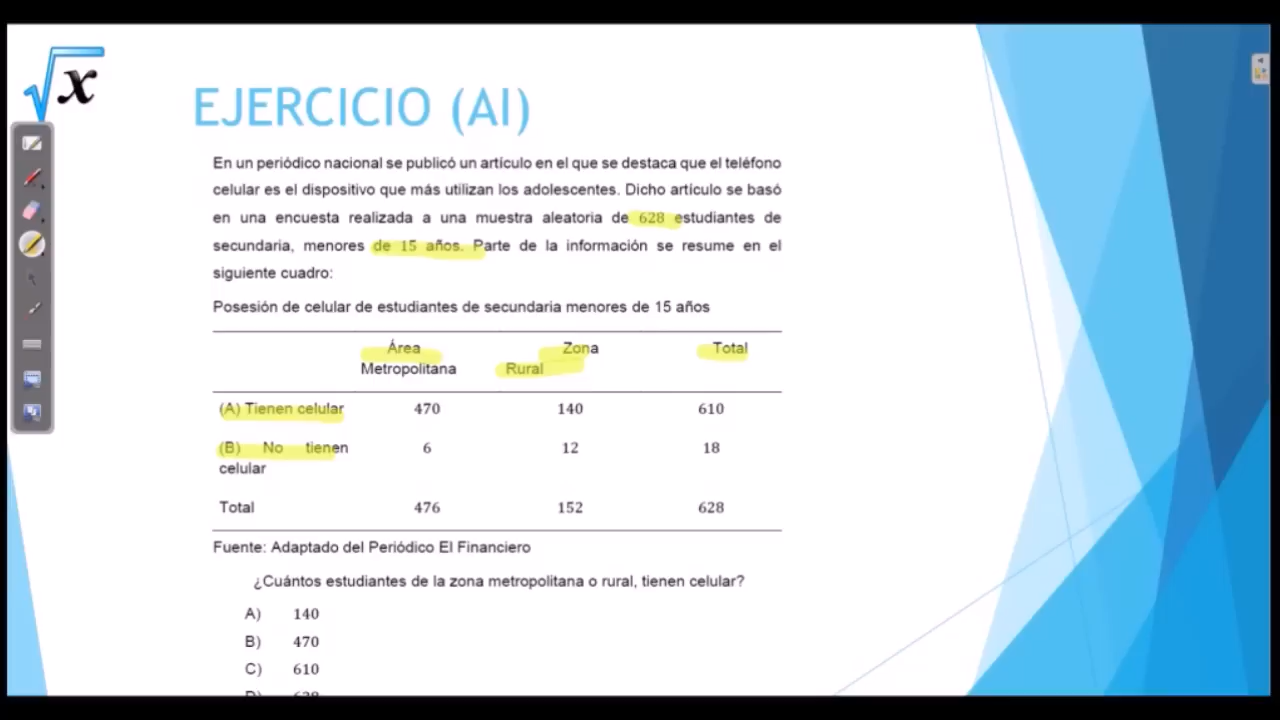 √x
EJERCICIO (AI)
En un periódico nacional se publicó un artículo en el que se destaca que el teléfono
celular es el dispositivo que más utilizan los adolescentes. Dicho artículo se basó
en una encuesta realizada a una muestra aleatoria de 628 estudiantes de
secundaria, menores de 15 años. Parte de la información se resume en el
siguiente cuadro:
Posesión de celular de estudiantes de secundaria menores de 15 años
Área Zona Total
Metropolitana Rural
(A) Tienen celular 470 140 610
(B) No tienen 6 12 18
celular
Total 476 152 628
Fuente: Adaptado del Periódico El Financiero
¿Cuántos estudiantes de la zona metropolitana o rural, tienen celular?
A) 140
B) 470
C) 610
D) 628